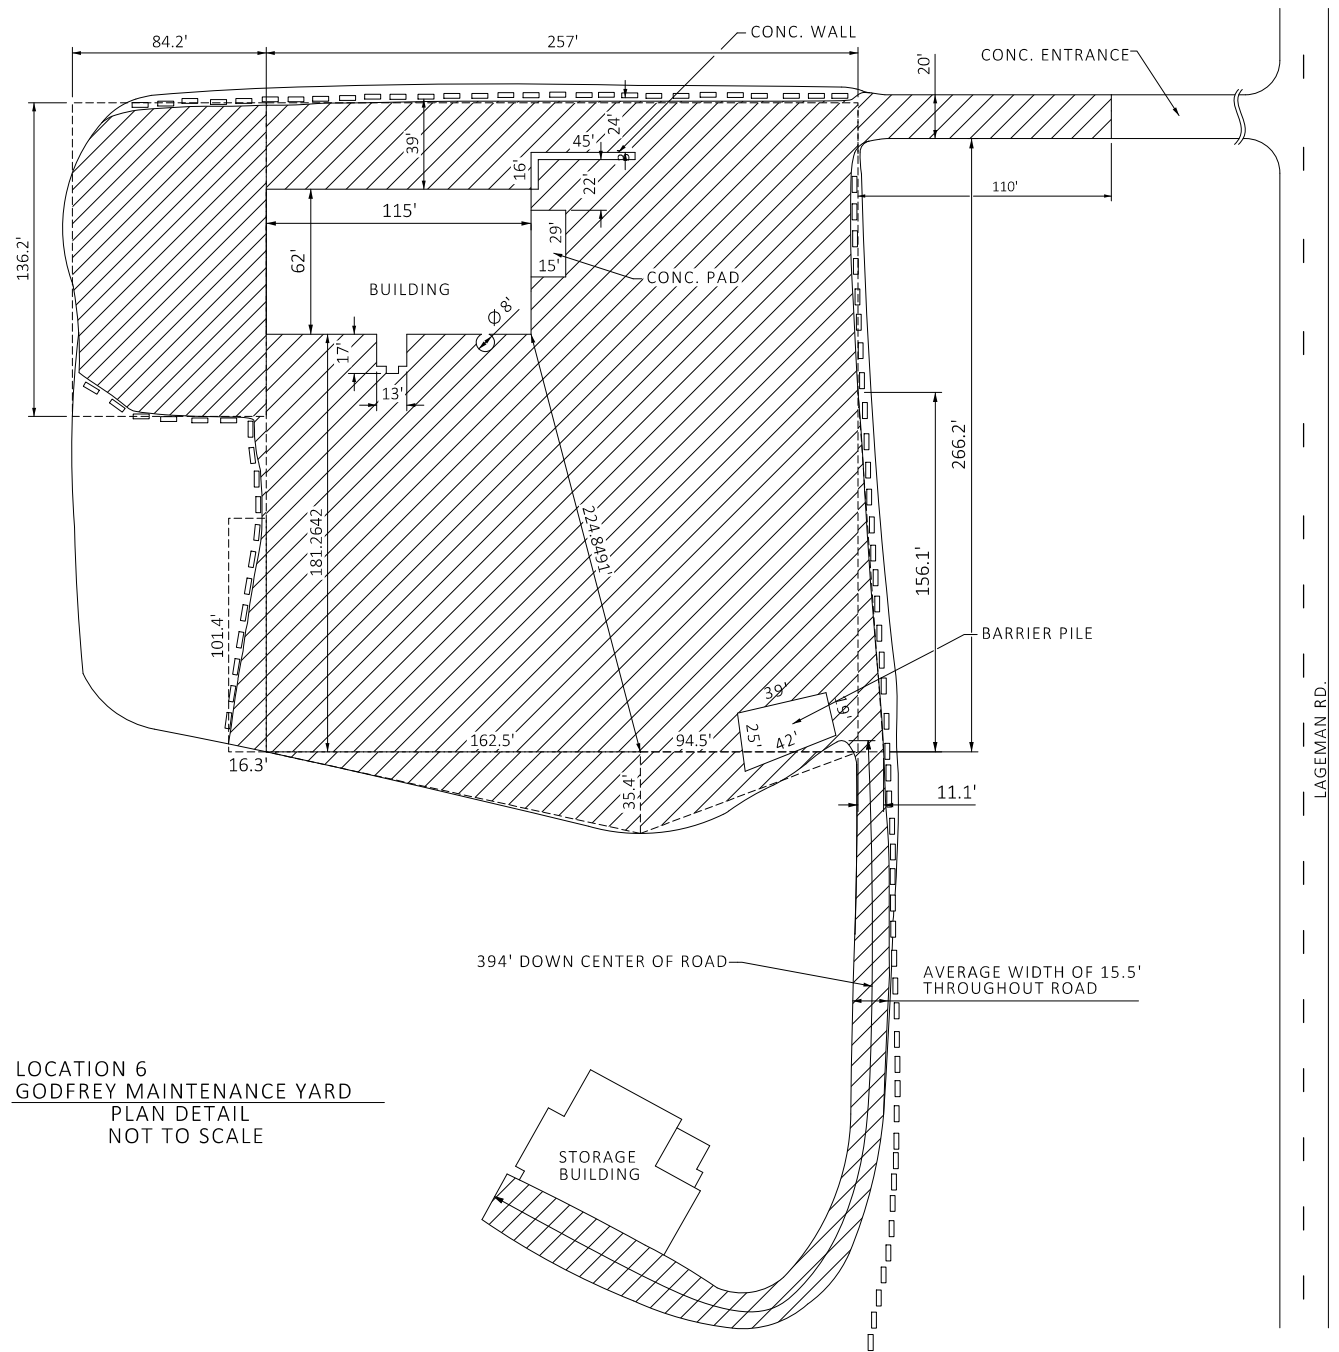 84.2'
257'
CONC. WALL
CONC. ENTRANCE
20'
39'
24'
45'
16'
22'
110'
136.2'
115'
29'
15'
62'
CONC. PAD
BUILDING
Ø 8'
17'
13'
156.1'
266.2'
181.2642
224.8491'
101.4'
BARRIER PILE
39'
19'
25'
42'
162.5'
94.5'
16.3'
35.4'
11.1'
LAGEMAN RD.
394' DOWN CENTER OF ROAD
AVERAGE WIDTH OF 15.5'
THROUGHOUT ROAD
LOCATION 6
GODFREY MAINTENANCE YARD
PLAN DETAIL
NOT TO SCALE
STORAGE
BUILDING